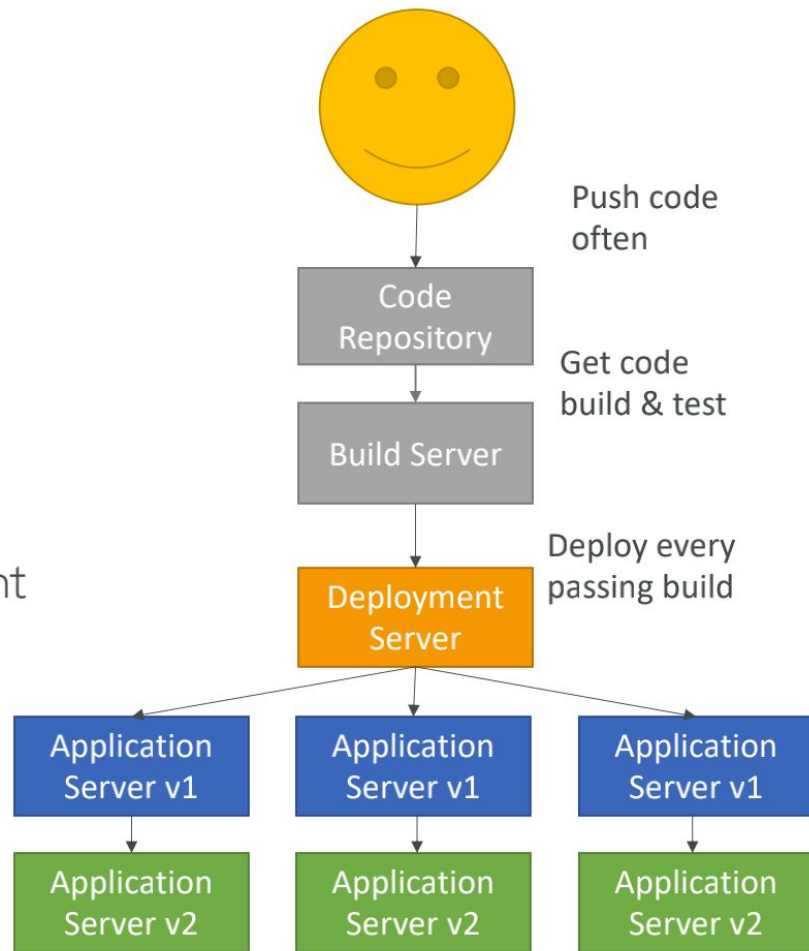 Push code
often
Code
Repository
Get code
build & test
Build Server
Deploy every
passing build
nt
Deployment
Server
Application
Server v1
Application
Server v1
Application
Server v1
Application
Server v2
Application
Server v2
Application
Server v2